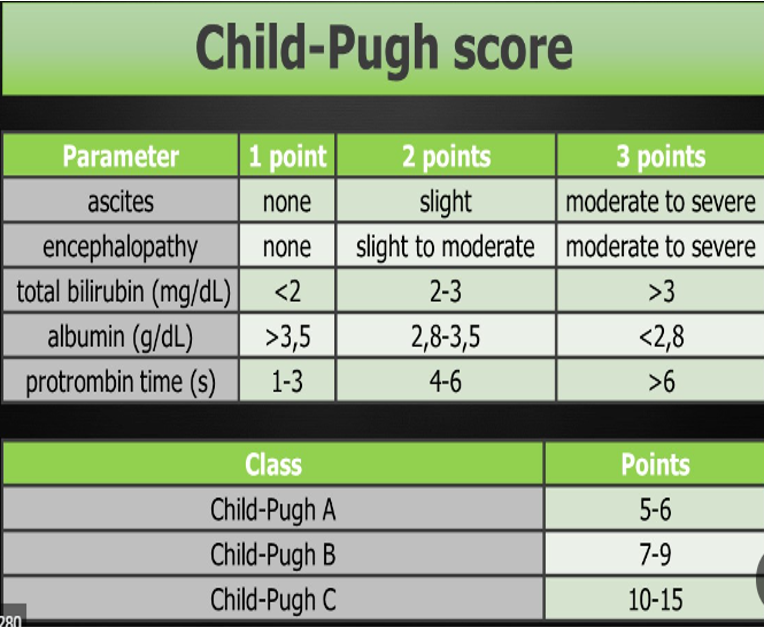 Child-Pugh score
Parameter 1 point 2 points 3 points
ascites none slight moderate to severe
encephalopathy none slight to moderate moderate to severe
total bilirubin (mg/dL) <2 2-3 >3
albumin (g/dL) >3,5 2,8-3,5 <2,8
protrombin time (s) 1-3 4-6 >6
Class Points
Child-Pugh A 5-6
Child-Pugh B 7-9
Child-Pugh C 10-15
280